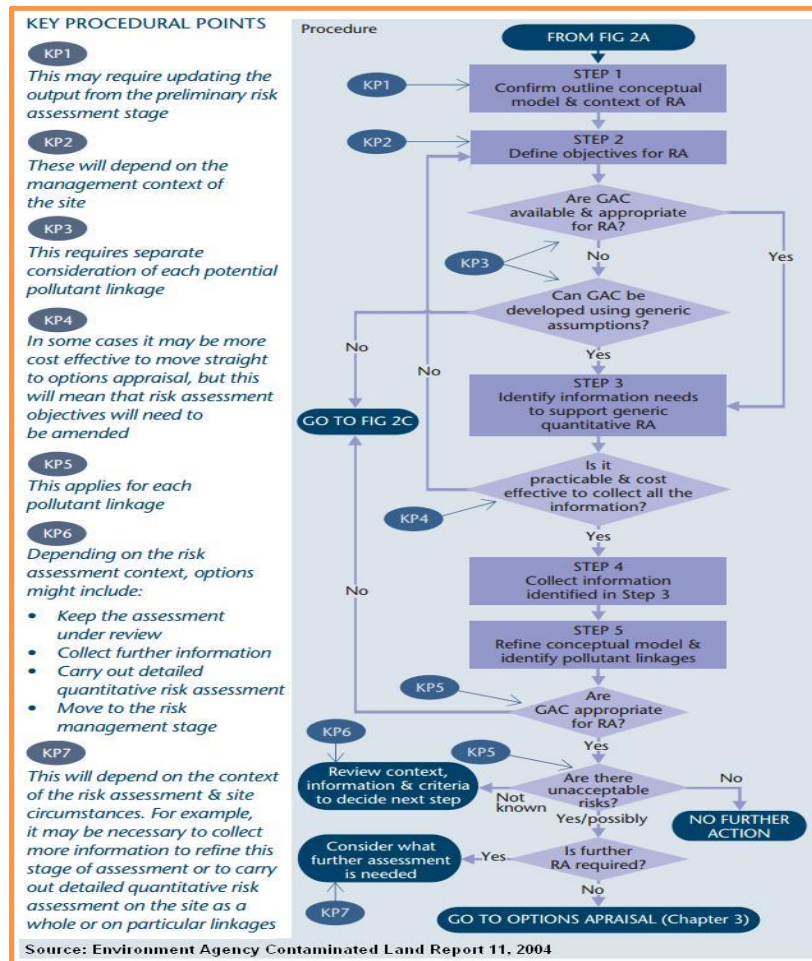 KEY PROCEDURAL POINTS
KP1
This may require updating the
output from the preliminary risk
assessment stage
KP2
These will depend on the
management context of
the site
KP3
This requires separate
consideration of each potential
pollutant linkage
KP4
In some cases it may be more
cost effective to move straight
to options appraisal, but this
will mean that risk assessment
objectives will need to
be amended
KP5
This applies for each
pollutant linkage
KP6
Depending on the risk
assessment context, options
might include:
• Keep the assessment
under review
• Collect further information
• Carry out detailed
quantitative risk assessment
• Move to the risk
management stage
KP7
This will depend on the context
of the risk assessment & site
circumstances. For example,
it may be necessary to collect
more information to refine this
stage of assessment or to carry
out detailed quantitative risk
assessment on the site as a
whole or on particular linkages
Procedure
FROM FIG 2A
KP1
STEP 1
Confirm outline conceptual
model & context of RA
KP2
STEP 2
Define objectives for RA
Are GAC
available & appropriate
for RA?
No
Yes
KP3
Can GAC be
developed using generic
assumptions?
No
No
Yes
STEP 3
Identify information needs
to support generic
quantitative RA
GO TO FIG 2C
Is it
practicable & cost
effective to collect all the
information?
KP4
Yes
STEP 4
Collect information
identified in Step 3
No
STEP 5
Refine conceptual model &
identify pollutant linkages
KP5
Are
GAC appropriate
for RA?
Yes
KP6
KP5
Review context,
information & criteria
to decide next step
Not
known
Are there
unacceptable
risks?
No
NO FURTHER
ACTION
Yes/possibly
Consider what
further assessment
is needed
Yes
Is further
RA required?
KP7
No
GO TO OPTIONS APRAISAL (Chapter 3)
Source: Environment Agency Contaminated Land Report 11, 2004